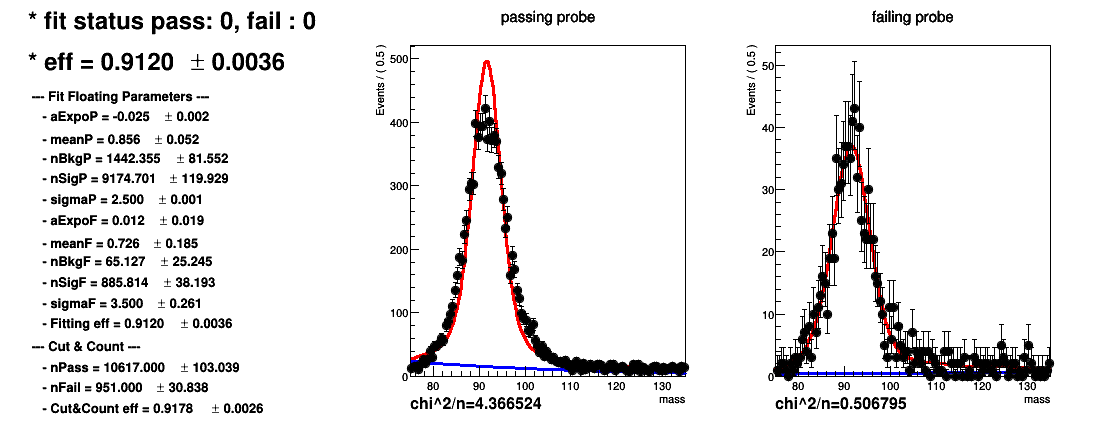 * fit status pass: 0, fail : 0
* eff = 0.9120 ± 0.0036
--- Fit Floating Parameters ---
- aExpoP = -0.025 ± 0.002
- meanP = 0.856 ± 0.052
- nBkgP = 1442.355 ± 81.552
- nSigP = 9174.701 ± 119.929
- sigmaP = 2.500 ± 0.001
- aExpoF = 0.012 ± 0.019
- meanF = 0.726 ± 0.185
- nBkgF = 65.127 ± 25.245
- nSigF = 885.814 ± 38.193
- sigmaF = 3.500 ± 0.261
- Fitting eff = 0.9120 ± 0.0036
--- Cut & Count ---
- nPass = 10617.000 ± 103.039
- nFail = 951.000 ± 30.838
- Cut&Count eff = 0.9178 ± 0.0026
passing probe
Events / ( 0.5 )
500
400
300
200
100
0
80 90 100 110 120 130
mass
chi^2/n=4.366524
failing probe
Events / ( 0.5 )
50
40
30
20
10
0
80 90 100 110 120 130
mass
chi^2/n=0.506795